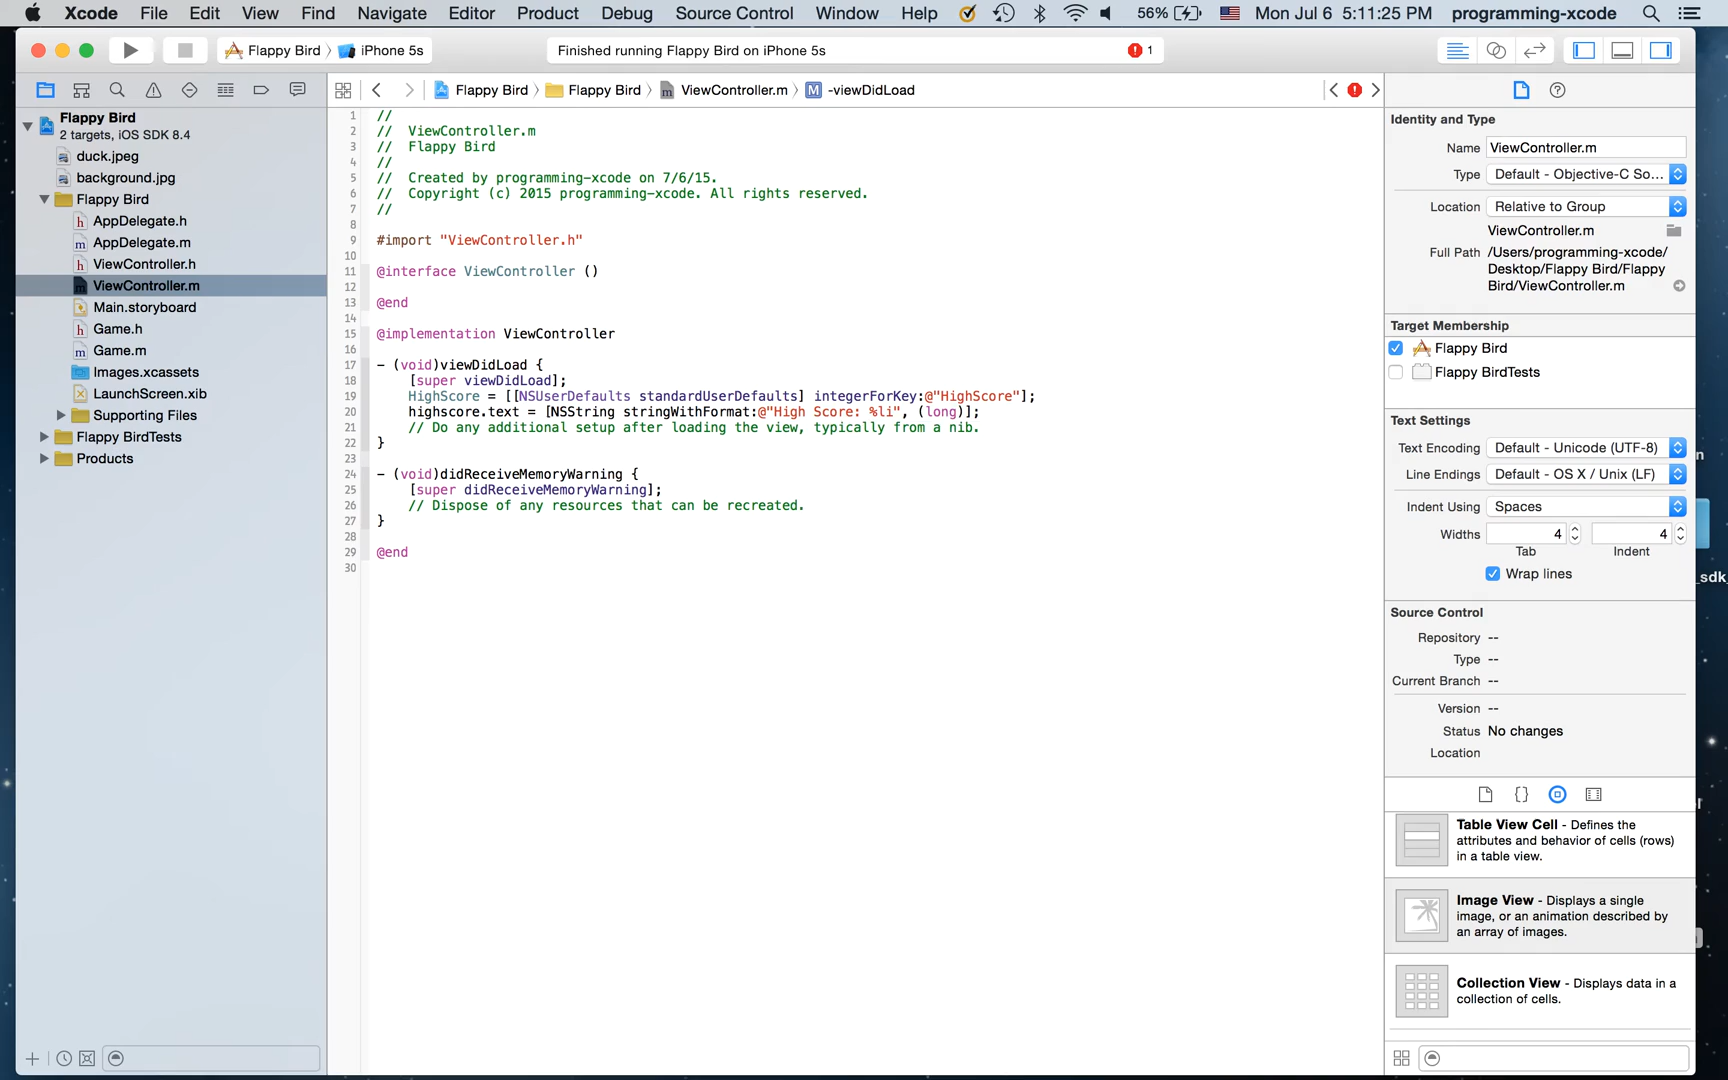 Xcode File Edit View Find Navigate Editor Product Debug Source Control Window Help 56% Mon Jul 6 5:11:25 PM programming-xcode
Flappy Bird iPhone 5s
Finished running Flappy Bird on iPhone 5s
1
Flappy Bird Flappy Bird ViewController.m M -viewDidLoad
Flappy Bird
2 targets, iOS SDK 8.4
duck.jpeg
background.jpg
Flappy Bird
h AppDelegate.h
m AppDelegate.m
h ViewController.h
m ViewController.m
Main.storyboard
h Game.h
m Game.m
Images.xcassets
LaunchScreen.xib
Supporting Files
Flappy BirdTests
Products
1 //
2 // ViewController.m
3 // Flappy Bird
4 //
5 // Created by programming-xcode on 7/6/15.
6 // Copyright (c) 2015 programming-xcode. All rights reserved.
7 //
8
9 #import "ViewController.h"
10
11 @interface ViewController ()
12
13 @end
14
15 @implementation ViewController
16
17 - (void)viewDidLoad {
18 [super viewDidLoad];
19 HighScore = [[NSUserDefaults standardUserDefaults] integerForKey:@"HighScore"];
20 highscore.text = [NSString stringWithFormat:@"High Score: %li", (long)];
21 // Do any additional setup after loading the view, typically from a nib.
22 }
23
24 - (void)didReceiveMemoryWarning {
25 [super didReceiveMemoryWarning];
26 // Dispose of any resources that can be recreated.
27 }
28
29 @end
30
Identity and Type
Name ViewController.m
Type Default - Objective-C So...
Location Relative to Group
ViewController.m
Full Path /Users/programming-xcode/
Desktop/Flappy Bird/Flappy
Bird/ViewController.m
Target Membership
Flappy Bird
Flappy BirdTests
Text Settings
Text Encoding Default - Unicode (UTF-8)
Line Endings Default - OS X / Unix (LF)
Indent Using Spaces
Widths 4 4
Tab Indent
Wrap lines
Source Control
Repository --
Type --
Current Branch --
Version --
Status No changes
Location
Table View Cell - Defines the
attributes and behavior of cells (rows)
in a table view.
Image View - Displays a single
image, or an animation described by
an array of images.
Collection View - Displays data in a
collection of cells.
_sdk_